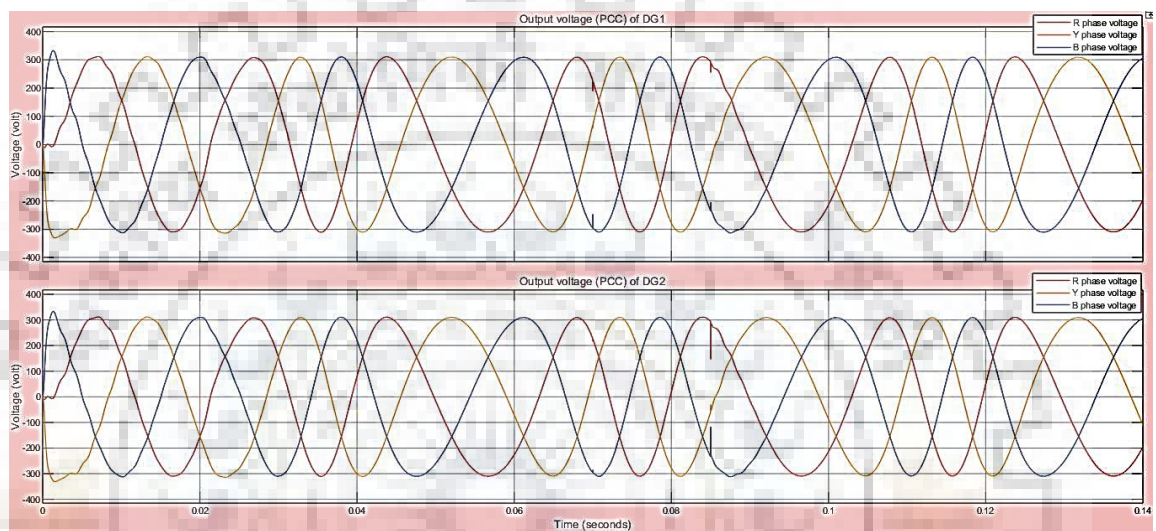 Output voltage (PCC) of DG1
R phase voltage
Y phase voltage
B phase voltage
Voltage (volt)
400
300
200
100
0
-100
-200
-300
-400
Output voltage (PCC) of DG2
R phase voltage
Y phase voltage
B phase voltage
Voltage (volt)
400
300
200
100
0
-100
-200
-300
-400
0
0.02
0.04
0.06
0.08
0.1
0.12
0.14
Time (seconds)